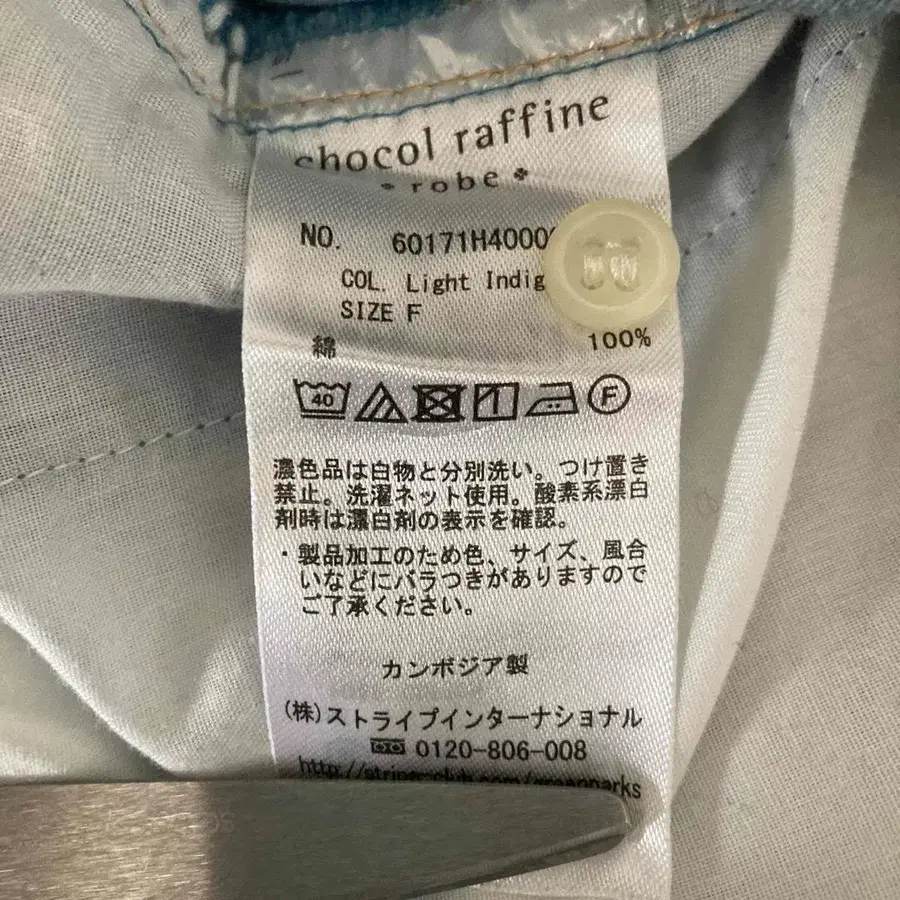 chocol raffine
robe
NO. 60171H4000
COL. Light Indig
SIZE F
綿 100%
40
F
濃色品は白物と分別洗い。つけ置き
禁止。洗濯ネット使用。酸素系漂白
剤時は漂白剤の表示を確認。
・製品加工のため色、サイズ、風合
いなどにバラつきがありますので
ご了承ください。
カンボジア製
(株)ストライプインターナショナル
0120-806-008